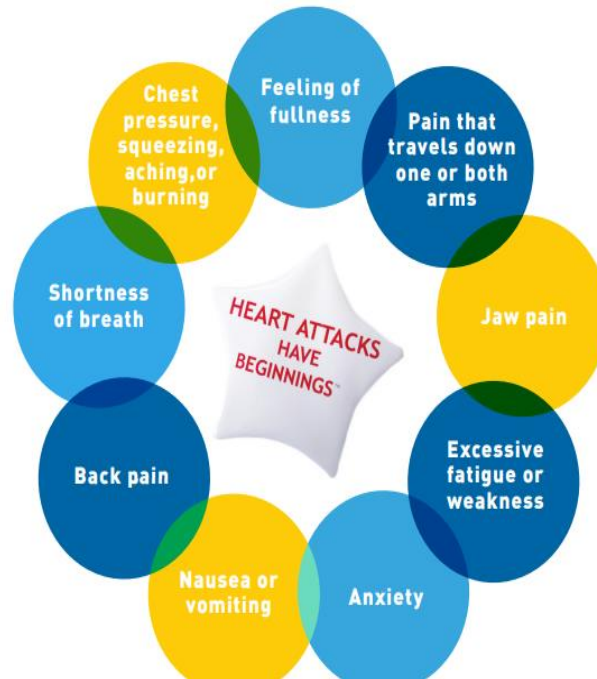 Feeling of
fullness
Pain that
travels down
one or both
arms
Jaw pain
Excessive
fatigue or
weakness
Anxiety
Nausea or
vomiting
Back pain
Shortness
of breath
Chest
pressure,
squeezing,
aching,or
burning
HEART ATTACKS
HAVE
BEGINNINGS™